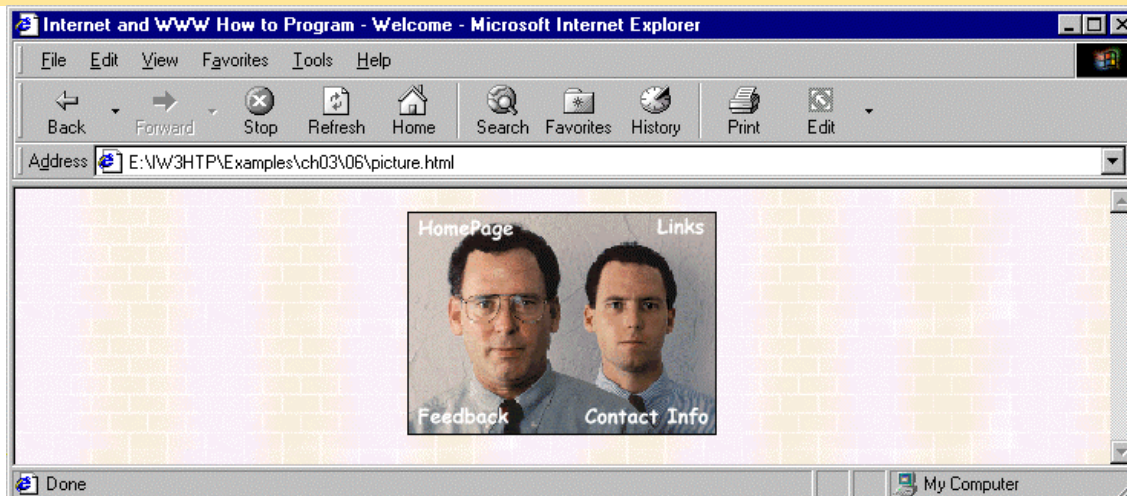 Internet and WWW How to Program - Welcome - Microsoft Internet Explorer
File Edit View Favorites Tools Help
Back Forward Stop Refresh Home Search Favorites History Print Edit
Address E:\IW3HTP\Examples\ch03\06\picture.html
HomePage Links
Feedback Contact Info
Done My Computer